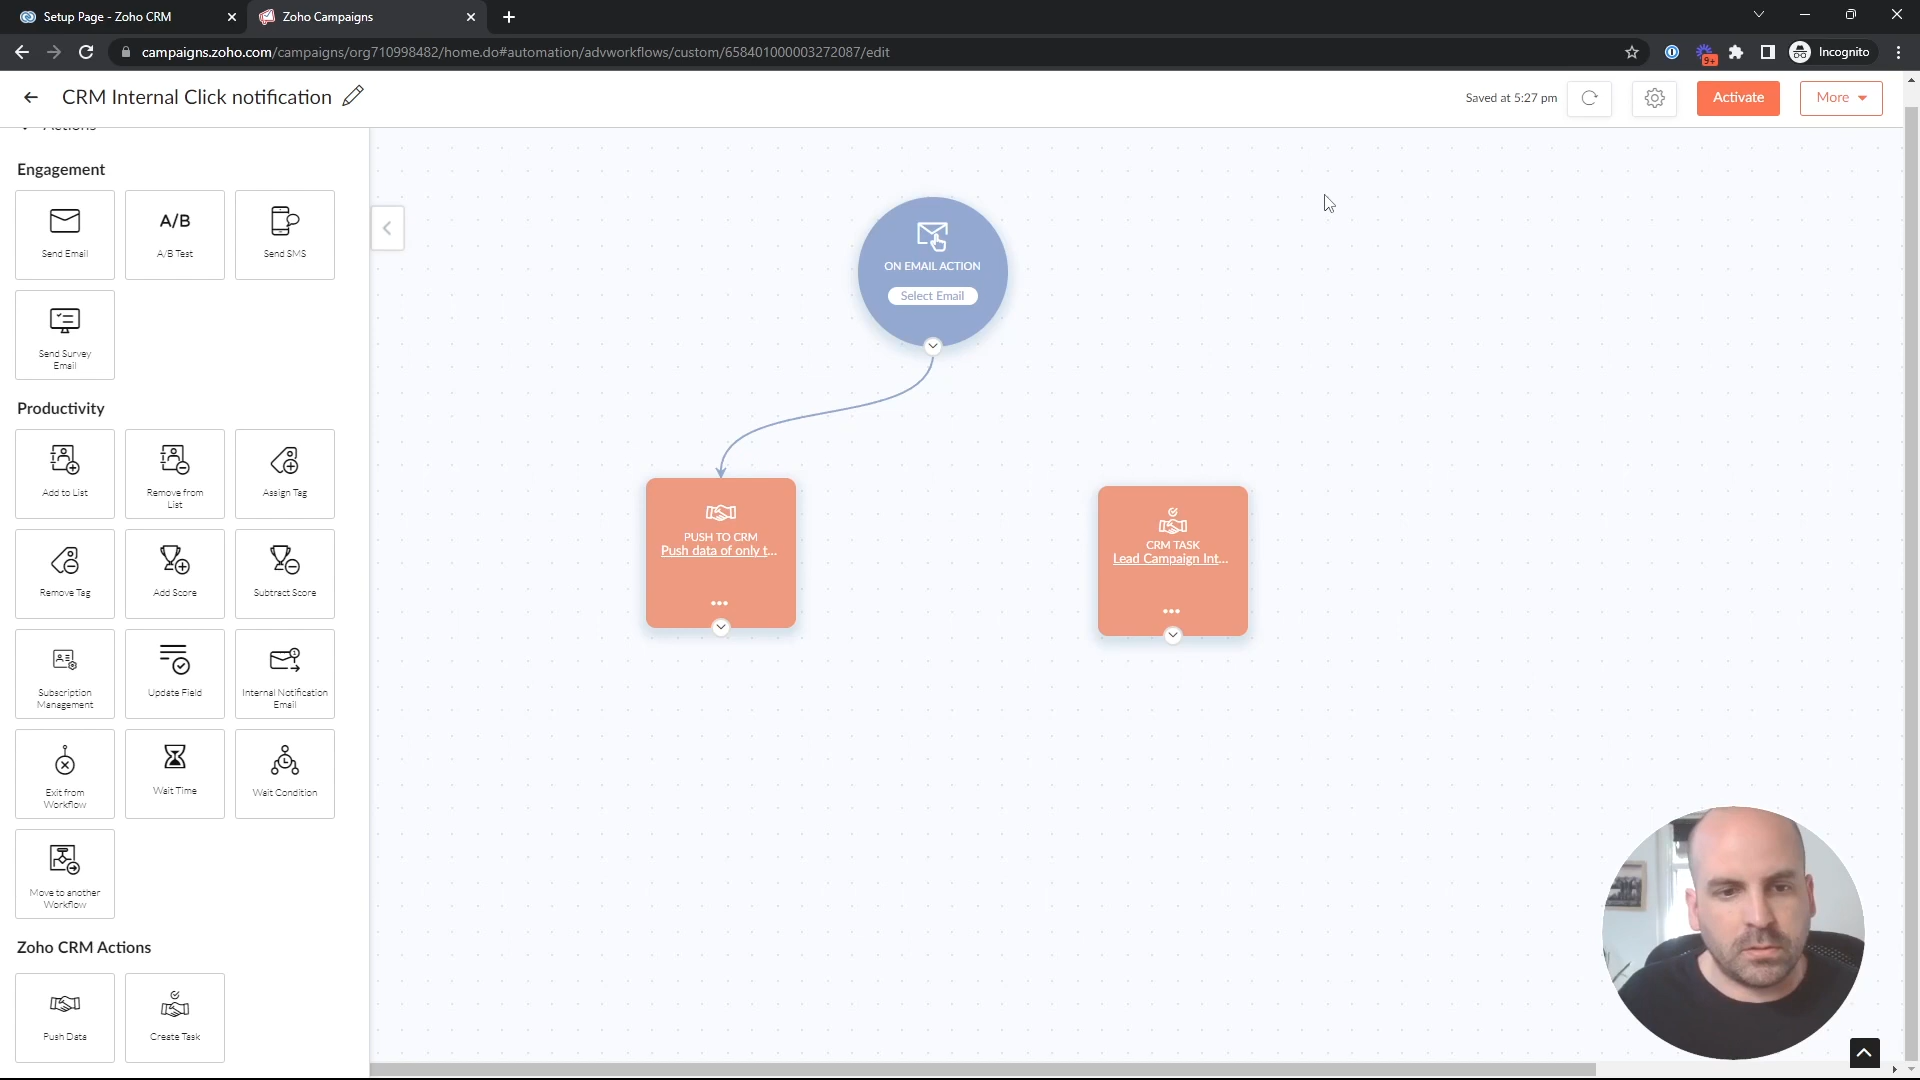 Setup Page - Zoho CRM
Zoho Campaigns
campaigns.zoho.com/campaigns/org710998482/home.do#automation/advworkflows/custom/658401000003272087/edit
9+
Incognito
CRM Internal Click notification
Saved at 5:27 pm
Activate
More
Actions
Engagement
Send Email
A/B
A/B Test
Send SMS
Send Survey
Email
Productivity
Add to List
Remove from
List
Assign Tag
Remove Tag
Add Score
Subtract Score
Subscription
Management
Update Field
Internal Notification
Email
Exit from
Workflow
Wait Time
Wait Condition
Move to another
Workflow
Zoho CRM Actions
Push Data
Create Task
ON EMAIL ACTION
Select Email
PUSH TO CRM
Push data of only t...
CRM TASK
Lead Campaign Int...